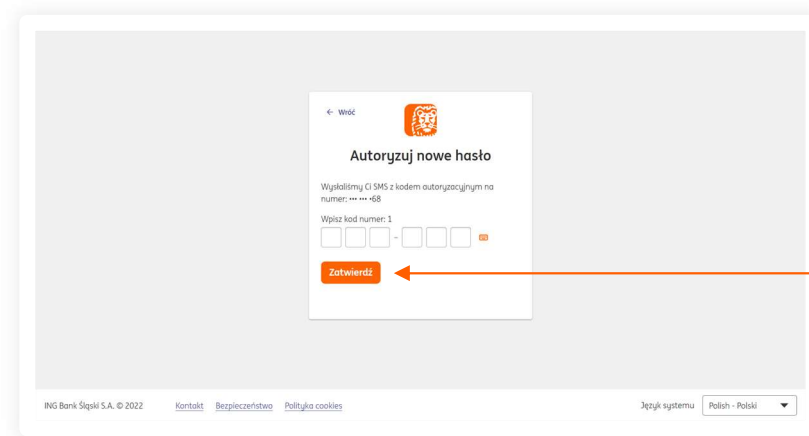 ← Wróć
Autoryzuj nowe hasło
Wysłaliśmy Ci SMS z kodem autoryzacyjnym na
numer: ••• ••• •68
Wpisz kod numer: 1
-
Zatwierdź
ING Bank Śląski S.A. © 2022 Kontakt Bezpieczeństwo Polityka cookies Język systemu Polish - Polski